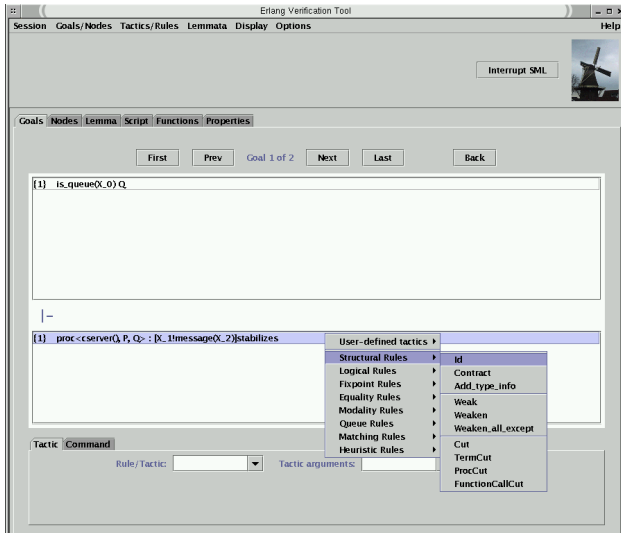 Erlang Verification Tool
Session Goals/Nodes Tactics/Rules Lemmata Display Options Help
Interrupt SML
Goals Nodes Lemma Script Functions Properties
First Prev Goal 1 of 2 Next Last Back
{1} is_queue(X_0) Q
|-
{1} proc<cserver(), P, Q> : [X_1!message(X_2)]stabilizes
User-defined tactics
Structural Rules
Logical Rules
Fixpoint Rules
Equality Rules
Modality Rules
Queue Rules
Matching Rules
Heuristic Rules
Id
Contract
Add_type_info
Weak
Weaken
Weaken_all_except
Cut
TermCut
ProcCut
FunctionCallCut
Tactic Command
Rule/Tactic: Tactic arguments: